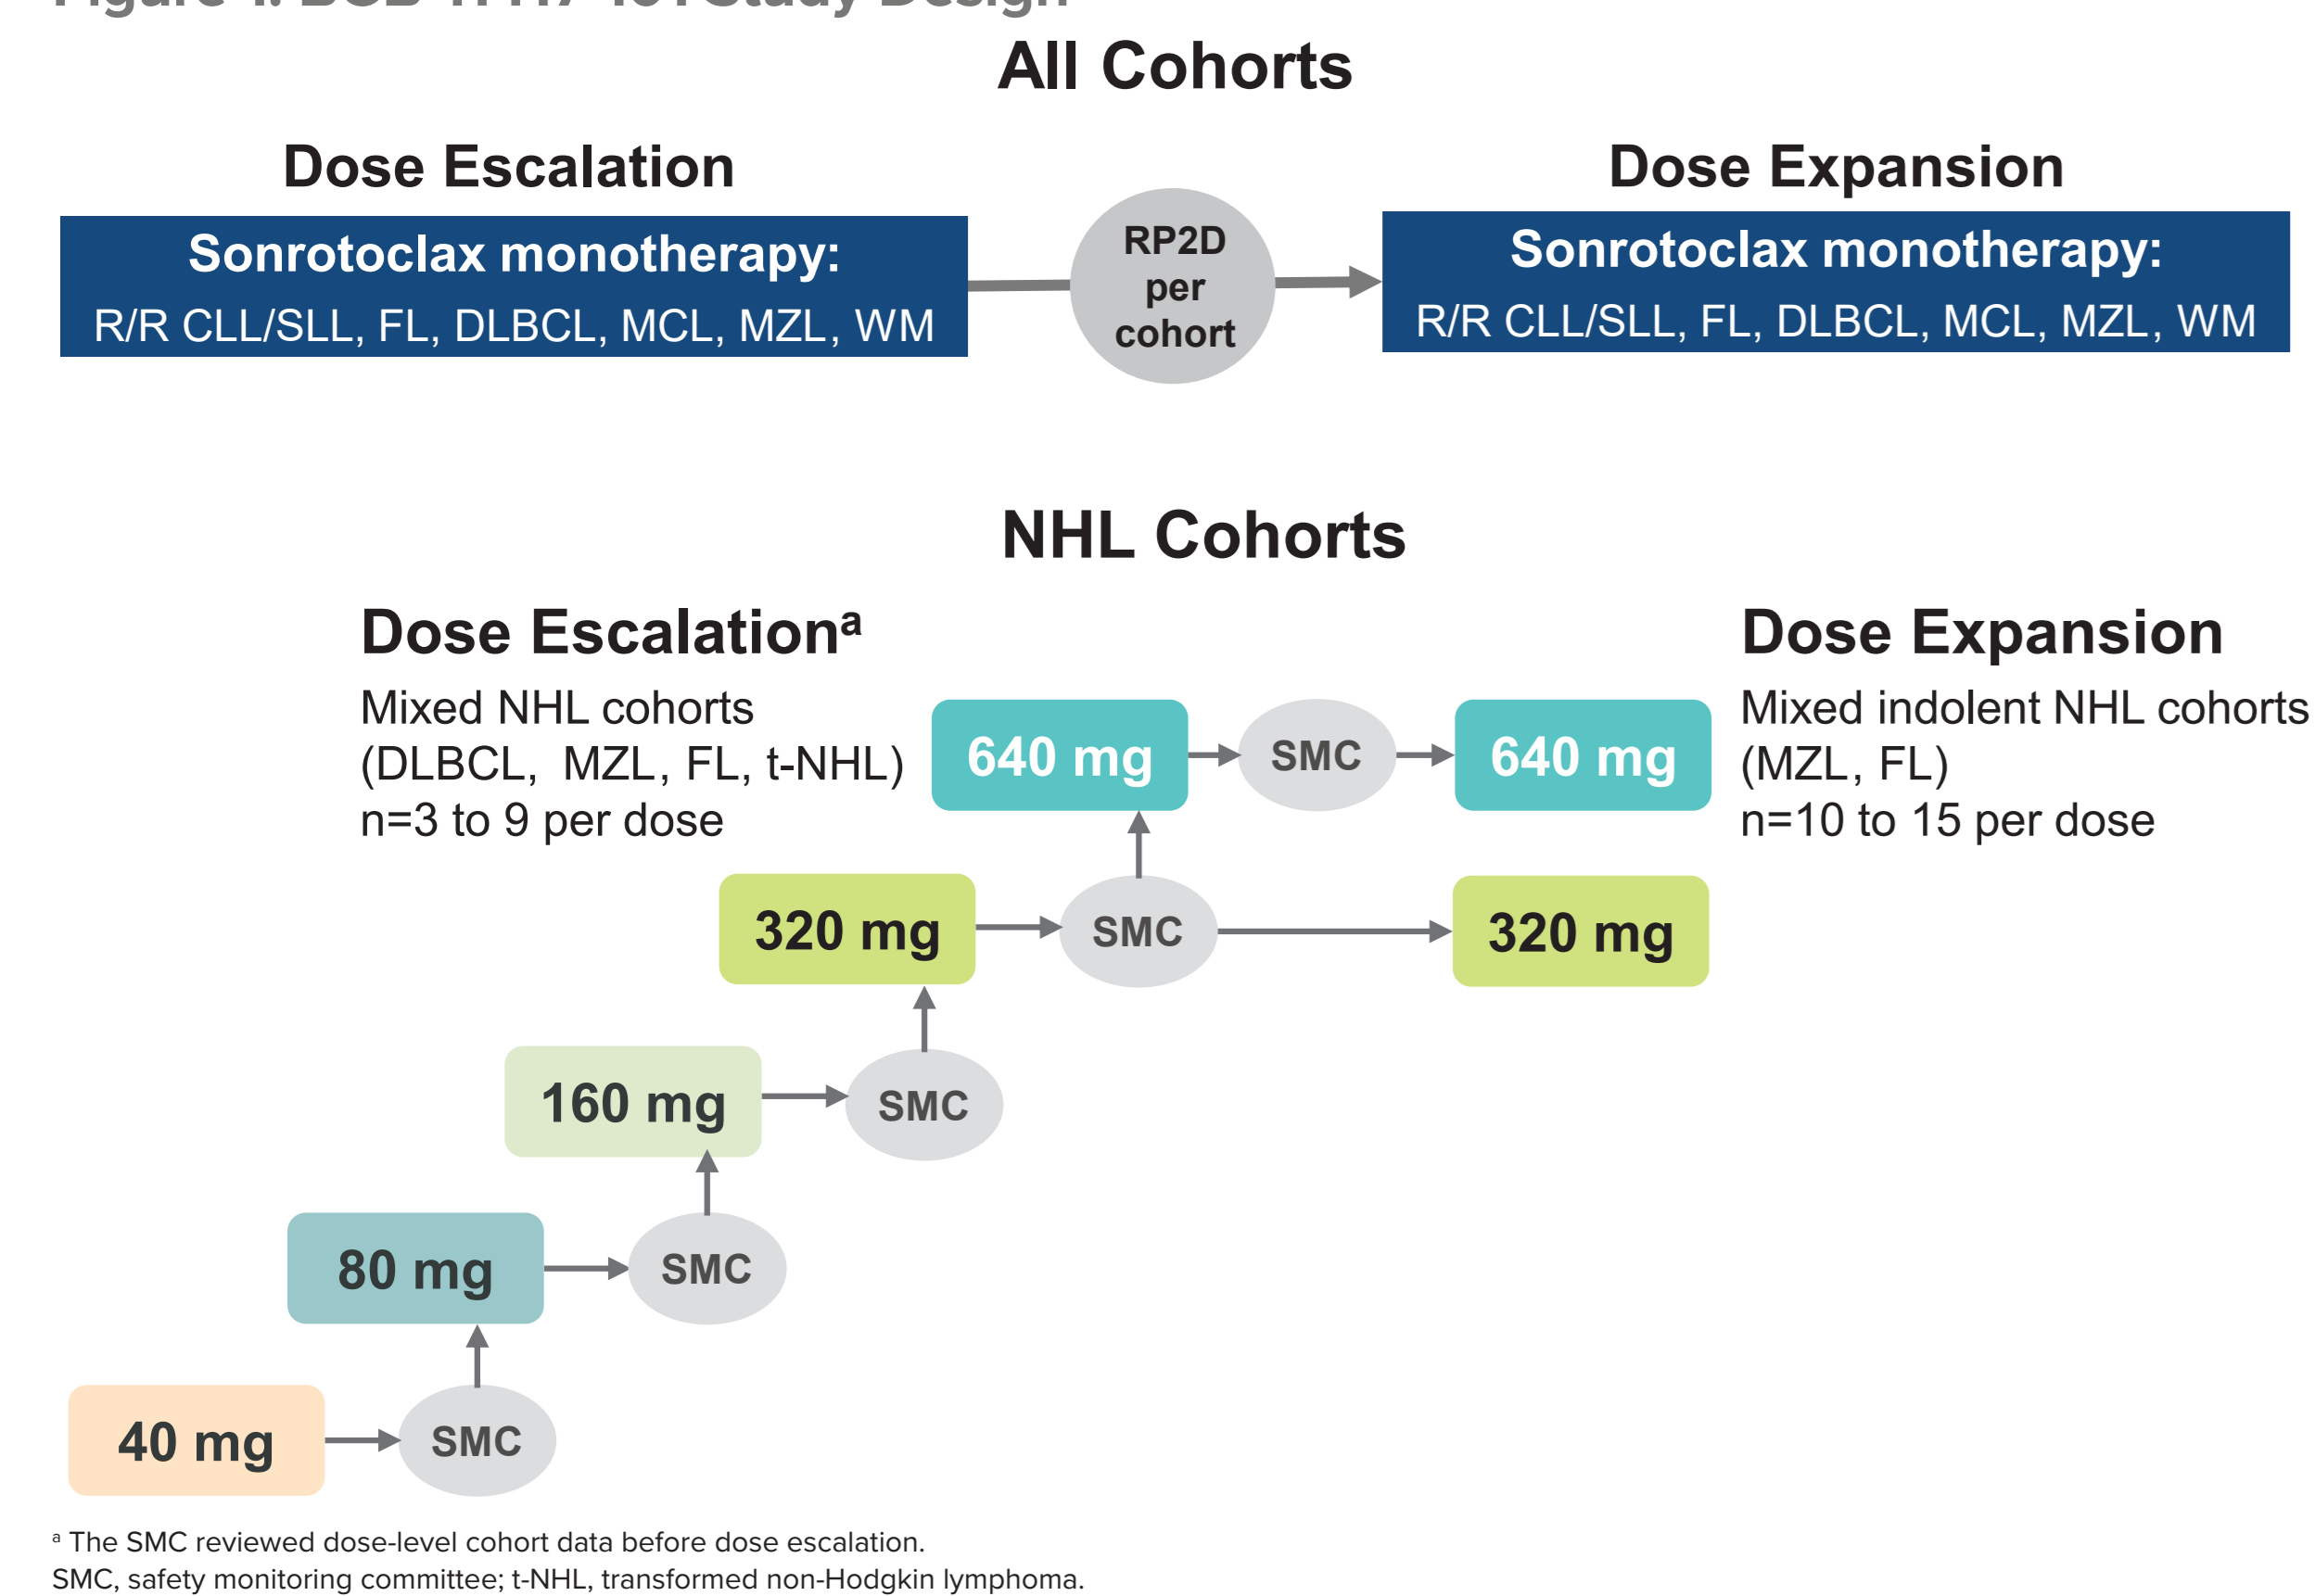 Figure Study Design
All Cohorts
Dose Escalation
Sonrotoclax monotherapy:
R/R CLL/SLL, FL, DLBCL, MCL, MZL, WM
RP2D
per
cohort
Dose Expansion
Sonrotoclax monotherapy:
R/R CLL/SLL, FL, DLBCL, MCL, MZL, WM
NHL Cohorts
Dose Escalationᵃ
Mixed NHL cohorts
(DLBCL, MZL, FL, t-NHL)
n=3 to 9 per dose
Dose Expansion
Mixed indolent NHL cohorts
(MZL, FL)
n=10 to 15 per dose
640 mg
SMC
640 mg
320 mg
SMC
320 mg
160 mg
SMC
80 mg
SMC
40 mg
SMC
ᵃ The SMC reviewed dose-level cohort data before dose escalation.
SMC, safety monitoring committee; t-NHL, transformed non-Hodgkin lymphoma.